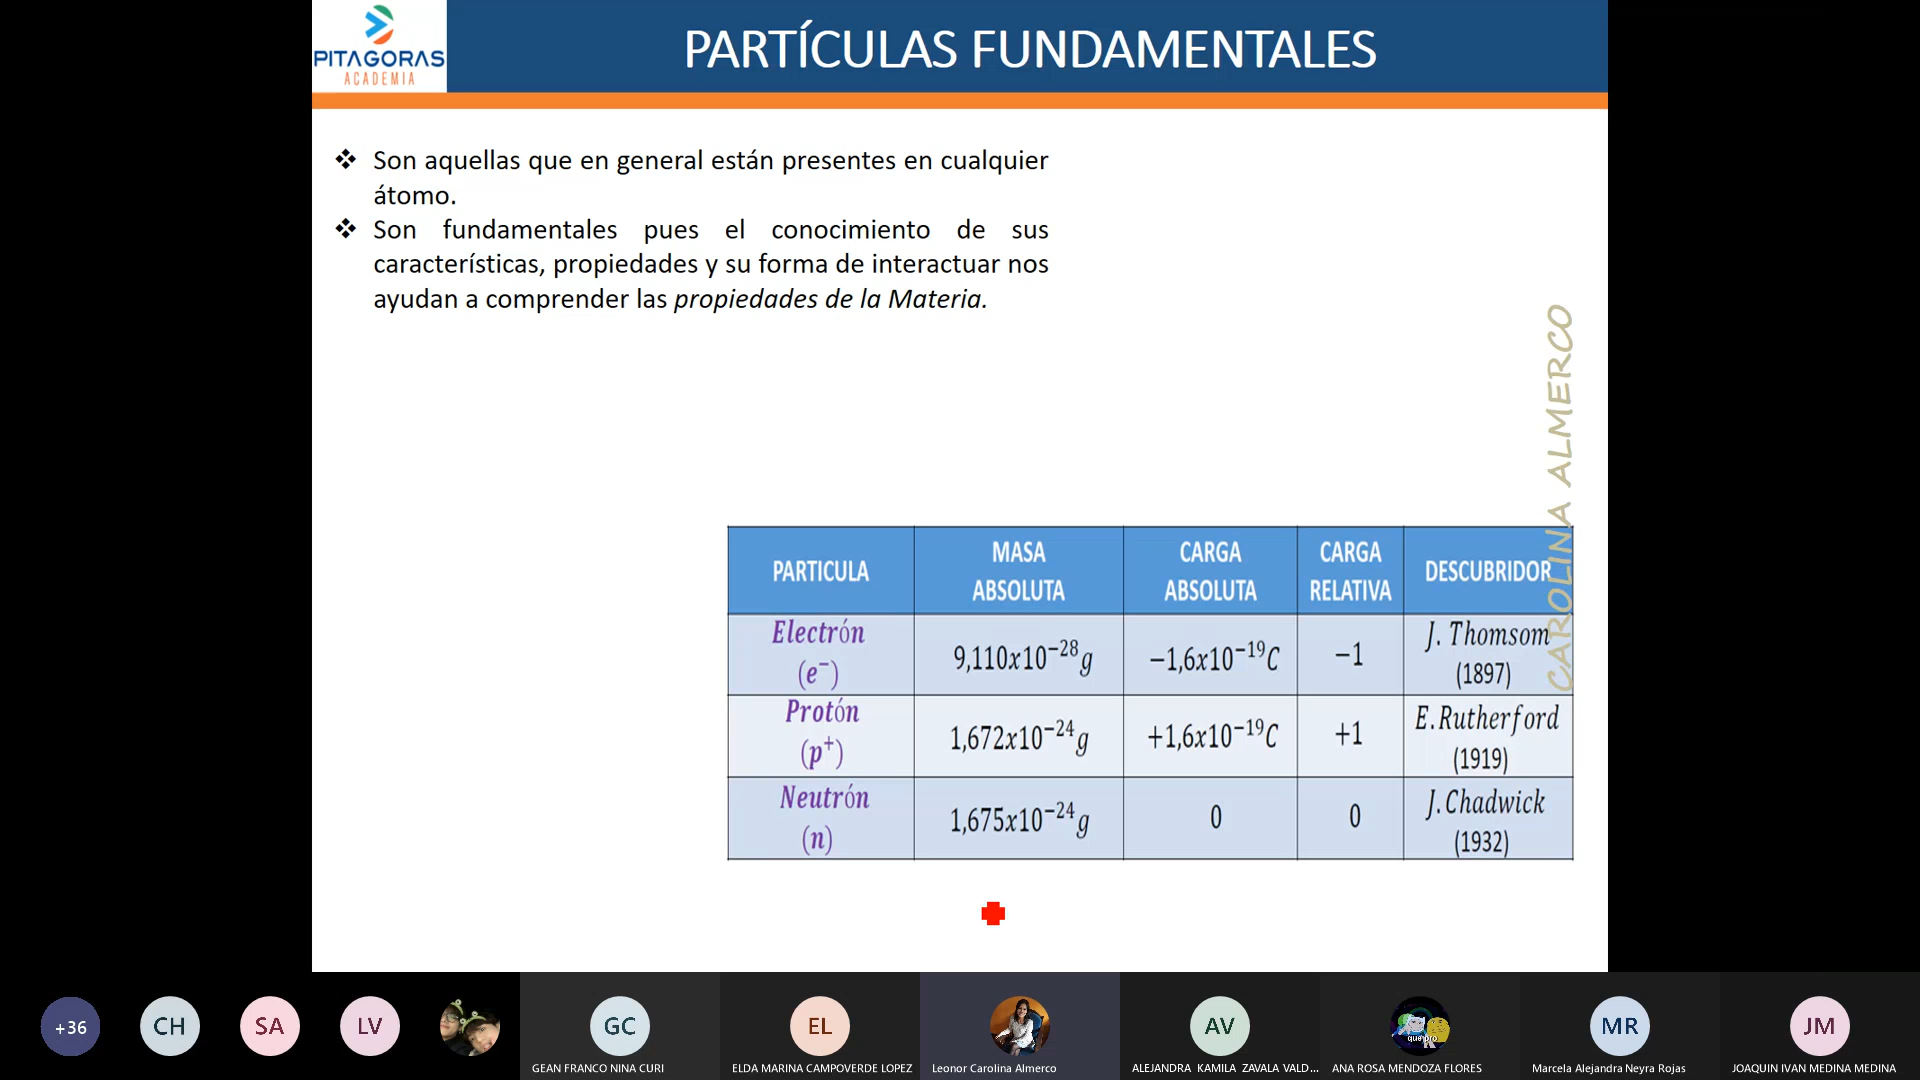 PITAGORAS
ACADEMIA
PARTÍCULAS FUNDAMENTALES
❖ Son aquellas que en general están presentes en cualquier
átomo.
❖ Son fundamentales pues el conocimiento de sus
características, propiedades y su forma de interactuar nos
ayudan a comprender las propiedades de la Materia.
CAROLINA ALMERCO
PARTICULA MASA ABSOLUTA CARGA ABSOLUTA CARGA RELATIVA DESCUBRIDOR
Electrón (e⁻) 9,110x10⁻²⁸g −1,6x10⁻¹⁹C −1 J. Thomsom (1897)
Protón (p⁺) 1,672x10⁻²⁴g +1,6x10⁻¹⁹C +1 E.Rutherford (1919)
Neutrón (n) 1,675x10⁻²⁴g 0 0 J.Chadwick (1932)
+36 CH SA LV GC EL AV que pro MR JM
GEAN FRANCO NINA CURI ELDA MARINA CAMPOVERDE LOPEZ Leonor Carolina Almerco ALEJANDRA KAMILA ZAVALA VALD... ANA ROSA MENDOZA FLORES Marcela Alejandra Neyra Rojas JOAQUIN IVAN MEDINA MEDINA